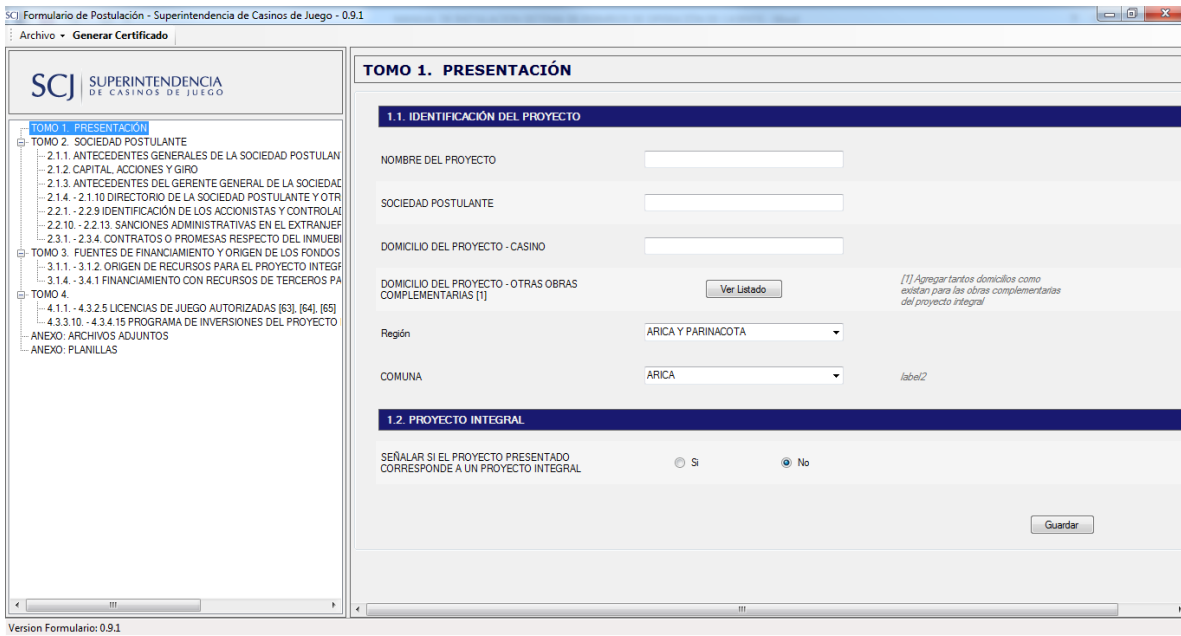 SCJ Formulario de Postulación - Superintendencia de Casinos de Juego - 0.9.1
Archivo Generar Certificado
SCJ SUPERINTENDENCIA
DE CASINOS DE JUEGO
TOMO 1. PRESENTACIÓN
TOMO 2. SOCIEDAD POSTULANTE
2.1.1. ANTECEDENTES GENERALES DE LA SOCIEDAD POSTULAN
2.1.2. CAPITAL, ACCIONES Y GIRO
2.1.3. ANTECEDENTES DEL GERENTE GENERAL DE LA SOCIEDAD
2.1.4. - 2.1.10 DIRECTORIO DE LA SOCIEDAD POSTULANTE Y OTR
2.2.1. - 2.2.9 IDENTIFICACIÓN DE LOS ACCIONISTAS Y CONTROLAD
2.2.10. - 2.2.13. SANCIONES ADMINISTRATIVAS EN EL EXTRANJER
2.3.1. - 2.3.4. CONTRATOS O PROMESAS RESPECTO DEL INMUEBI
TOMO 3. FUENTES DE FINANCIAMIENTO Y ORIGEN DE LOS FONDOS
3.1.1. - 3.1.2. ORIGEN DE RECURSOS PARA EL PROYECTO INTEGR
3.1.4. - 3.4.1 FINANCIAMIENTO CON RECURSOS DE TERCEROS PA
TOMO 4.
4.1.1. - 4.3.2.5 LICENCIAS DE JUEGO AUTORIZADAS [63], [64], [65]
4.3.3.10. - 4.3.4.15 PROGRAMA DE INVERSIONES DEL PROYECTO
ANEXO: ARCHIVOS ADJUNTOS
ANEXO: PLANILLAS
TOMO 1. PRESENTACIÓN
1.1. IDENTIFICACIÓN DEL PROYECTO
NOMBRE DEL PROYECTO
SOCIEDAD POSTULANTE
DOMICILIO DEL PROYECTO - CASINO
DOMICILIO DEL PROYECTO - OTRAS OBRAS
COMPLEMENTARIAS [1]
Ver Listado
[1] Agregar tantos domicilios como
existan para las obras complementarias
del proyecto integral
Región
ARICA Y PARINACOTA
COMUNA
ARICA
label2
1.2. PROYECTO INTEGRAL
SEÑALAR SI EL PROYECTO PRESENTADO
CORRESPONDE A UN PROYECTO INTEGRAL
Si
No
Guardar
Version Formulario: 0.9.1